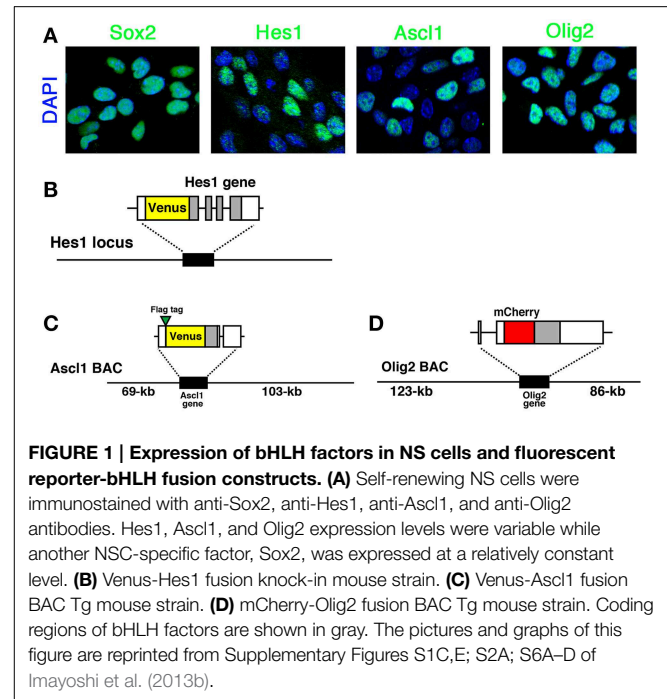 A
Sox2
Hes1
Ascl1
Olig2
DAPI
B
Hes1 gene
Venus
Hes1 locus
C
Flag tag
Venus
Ascl1 BAC
69-kb
Ascl1
gene
103-kb
D
mCherry
Olig2 BAC
123-kb
Olig2
gene
86-kb
FIGURE 1 | Expression of bHLH factors in NS cells and fluorescent
reporter-bHLH fusion constructs. (A) Self-renewing NS cells were
immunostained with anti-Sox2, anti-Hes1, anti-Ascl1, and anti-Olig2
antibodies. Hes1, Ascl1, and Olig2 expression levels were variable while
another NSC-specific factor, Sox2, was expressed at a relatively constant
level. (B) Venus-Hes1 fusion knock-in mouse strain. (C) Venus-Ascl1 fusion
BAC Tg mouse strain. (D) mCherry-Olig2 fusion BAC Tg mouse strain. Coding
regions of bHLH factors are shown in gray. The pictures and graphs of this
figure are reprinted from Supplementary Figures S1C,E; S2A; S6A–D of
Imayoshi et al. (2013b).